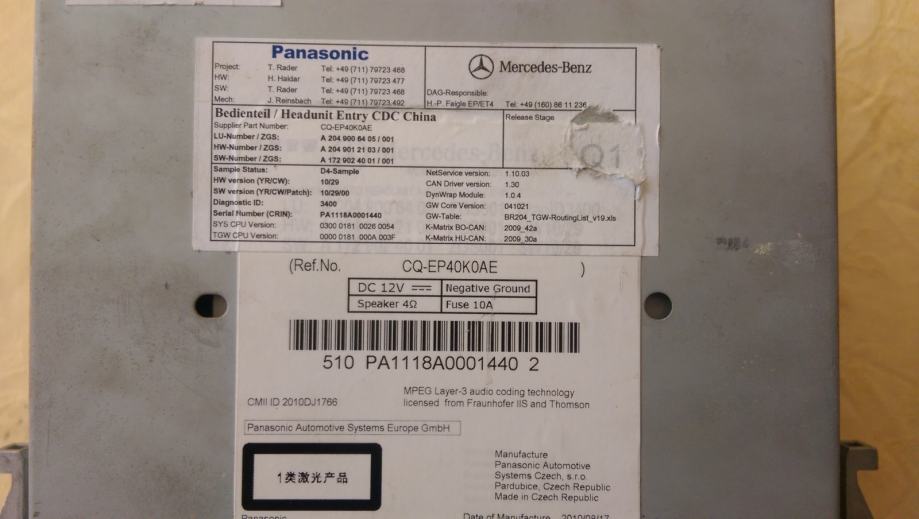 Panasonic
Project: T. Rader Tel: +49 (711) 79723 468
HW: H. Haldar Tel: +49 (711) 79723 477
SW: T. Rader Tel: +49 (711) 79723 468
Mech: J. Reinsbach Tel: +49 (711) 79723 492
Mercedes-Benz
DAG-Responsible:
H.-P. Faigle EP/ET4 Tel: +49 (160) 86 11 236
Bedienteil / Headunit Entry CDC China
Supplier Part Number: CQ-EP40K0AE
LU-Number / ZGS: A 204 900 64 05 / 001
HW-Number / ZGS: A 204 901 21 03 / 001
SW-Number / ZGS: A 172 902 40 01 / 001
Release Stage
Q1
Sample Status: D4-Sample
HW version (YR/CW): 10/29
SW version (YR/CW/Patch): 10/29/00
Diagnostic ID: 3400
Serial Number (CRIN): PA1118A0001440
SYS CPU Version: 0300 0181 0026 0054
TGW CPU Version: 0000 0181 000A 003F
NetService version: 1.10.03
CAN Driver version: 1.30
DynWrap Module: 1.0.4
GW Core Version: 041021
GW-Table: BR204_TGW-RoutingList_v19.xls
K-Matrix BO-CAN: 2009_42a
K-Matrix HU-CAN: 2009_30a
(Ref.No. CQ-EP40K0AE )
DC 12V Negative Ground
Speaker 4Ω Fuse 10A
510 PA1118A0001440 2
MPEG Layer-3 audio coding technology
licensed from Fraunhofer IIS and Thomson
CMII ID 2010DJ1766
Panasonic Automotive Systems Europe GmbH
1类激光产品
Manufacture
Panasonic Automotive
Systems Czech, s.r.o
Pardubice, Czech Republic
Made in Czech Republic
Panasonic
Date of Manufacture 2010/08/17